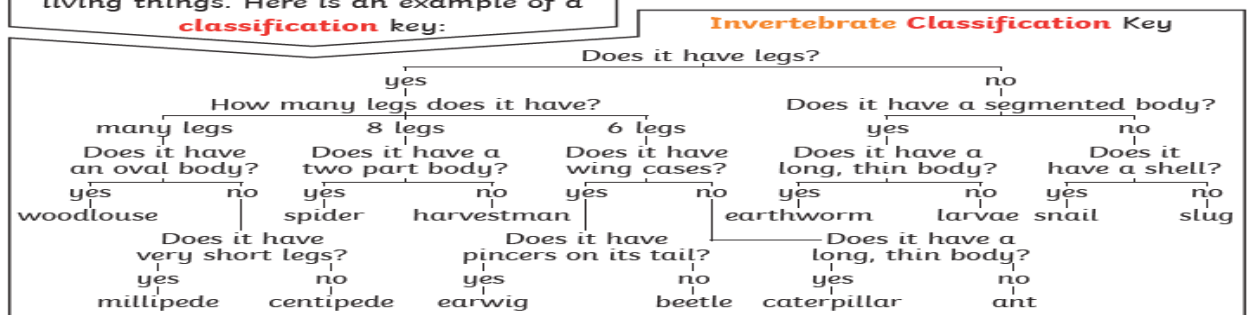 living things. Here is an example of a
classification key:
Invertebrate Classification Key
Does it have legs?
yes
no
How many legs does it have?
Does it have a segmented body?
many legs
8 legs
6 legs
yes
no
Does it have
an oval body?
Does it have a
two part body?
Does it have
wing cases?
Does it have a
long, thin body?
Does it
have a shell?
yes
no
yes
no
yes
no
yes
no
yes
no
woodlouse
spider
harvestman
earthworm
larvae
snail
slug
Does it have
very short legs?
Does it have
pincers on its tail?
Does it have a
long, thin body?
yes
no
yes
no
yes
no
millipede
centipede
earwig
beetle
caterpillar
ant